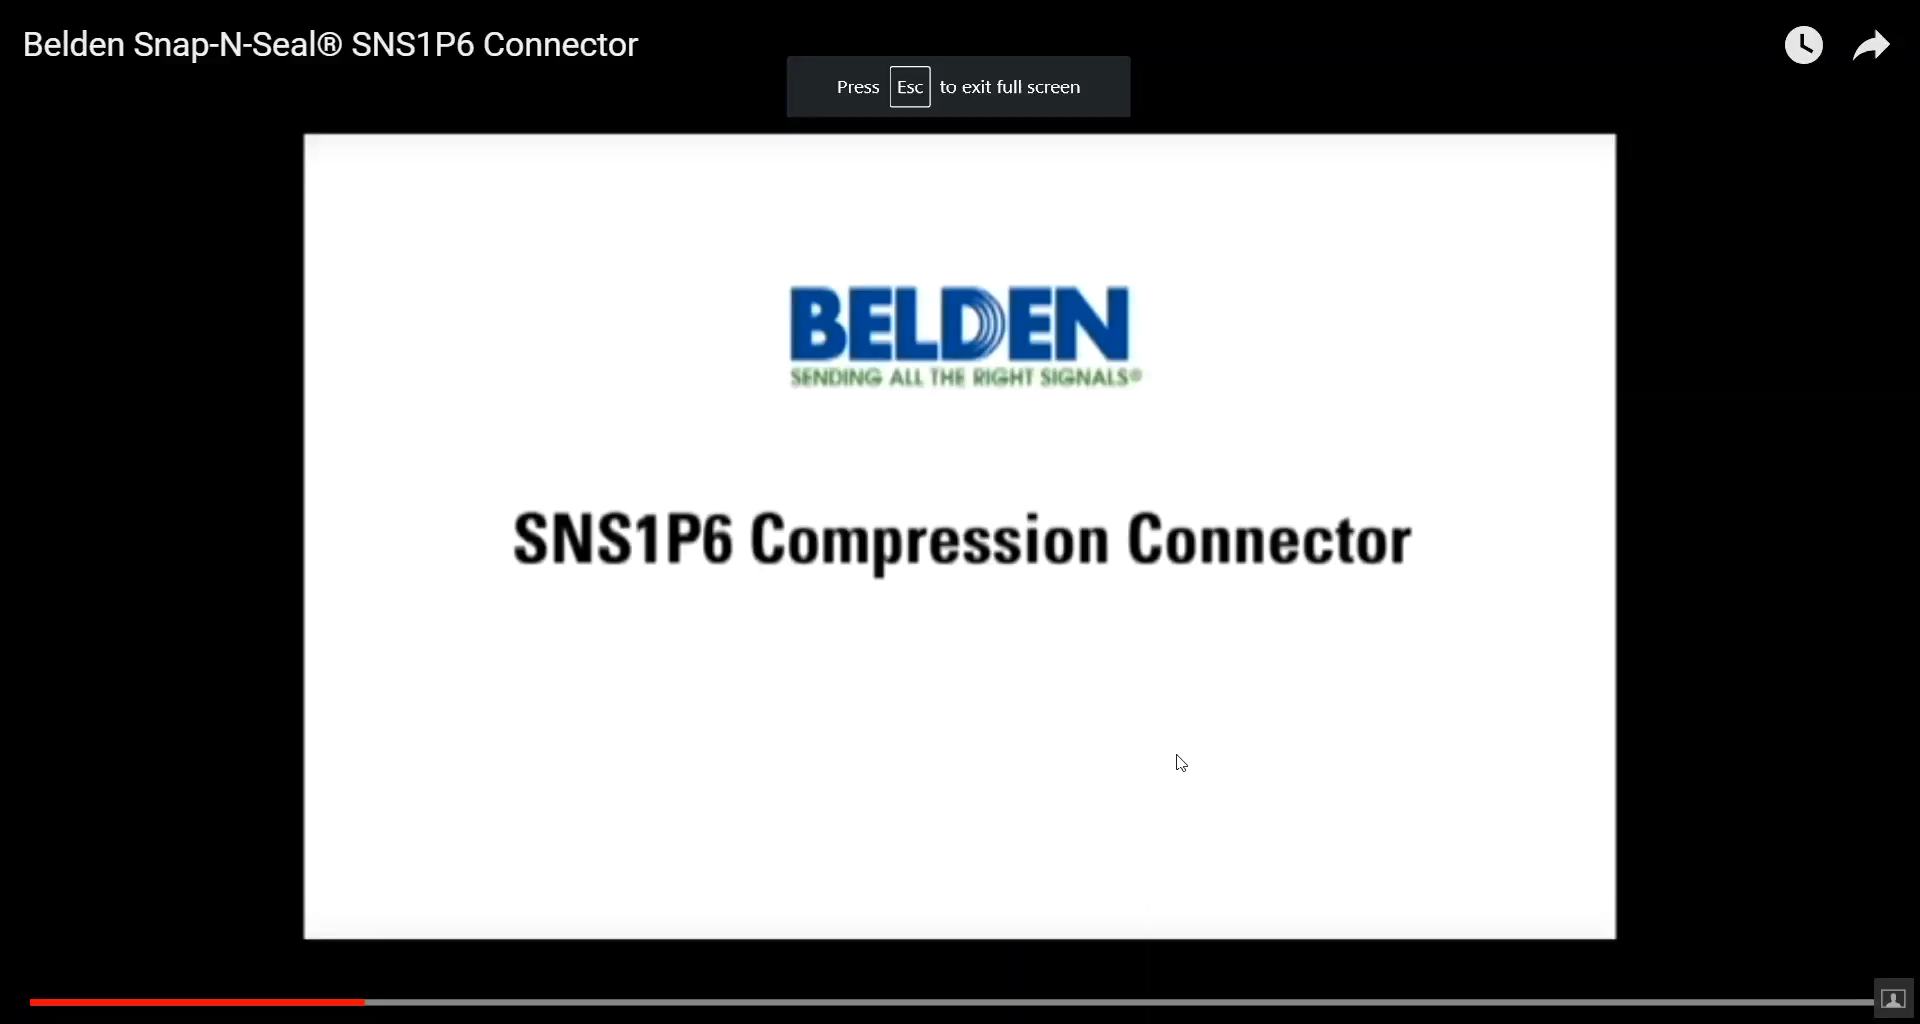 Belden Snap-N-Seal® SNS1P6 Connector
Press Esc to exit full screen
BELDEN
SENDING ALL THE RIGHT SIGNALS®
SNS1P6 Compression Connector